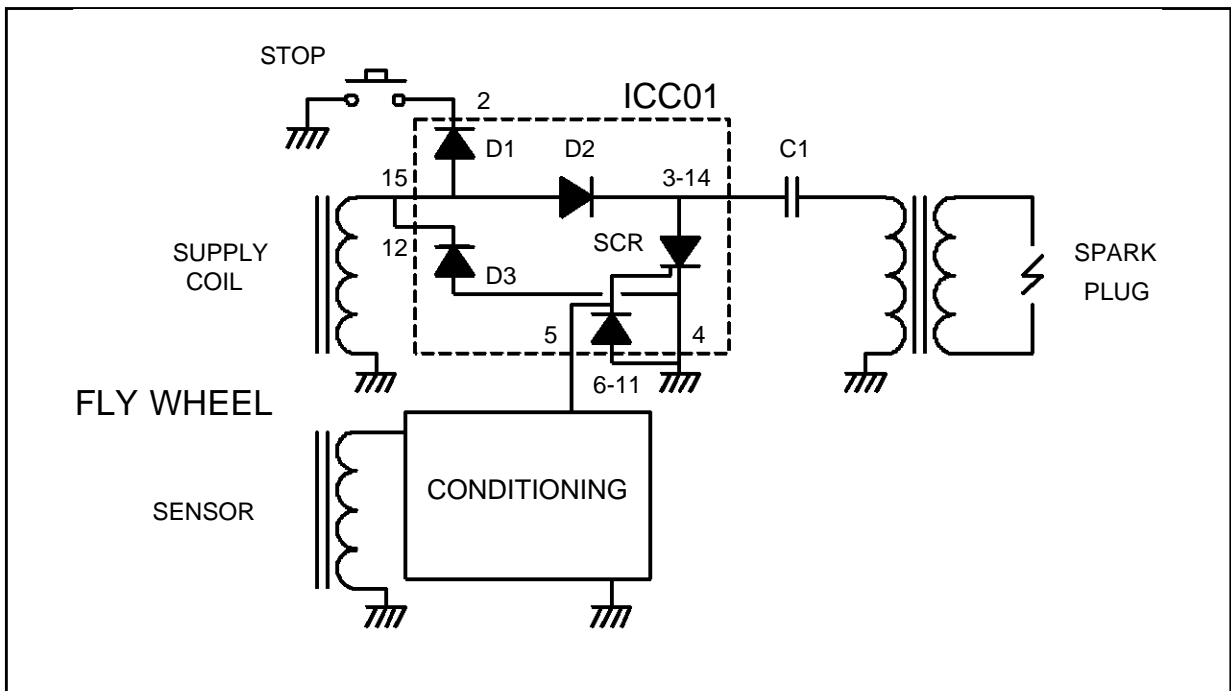 STOP
2
ICC01
D1
D2
C1
15
3-14
SUPPLY
COIL
12
D3
SCR
SPARK
PLUG
5
4
6-11
FLY WHEEL
SENSOR
CONDITIONING